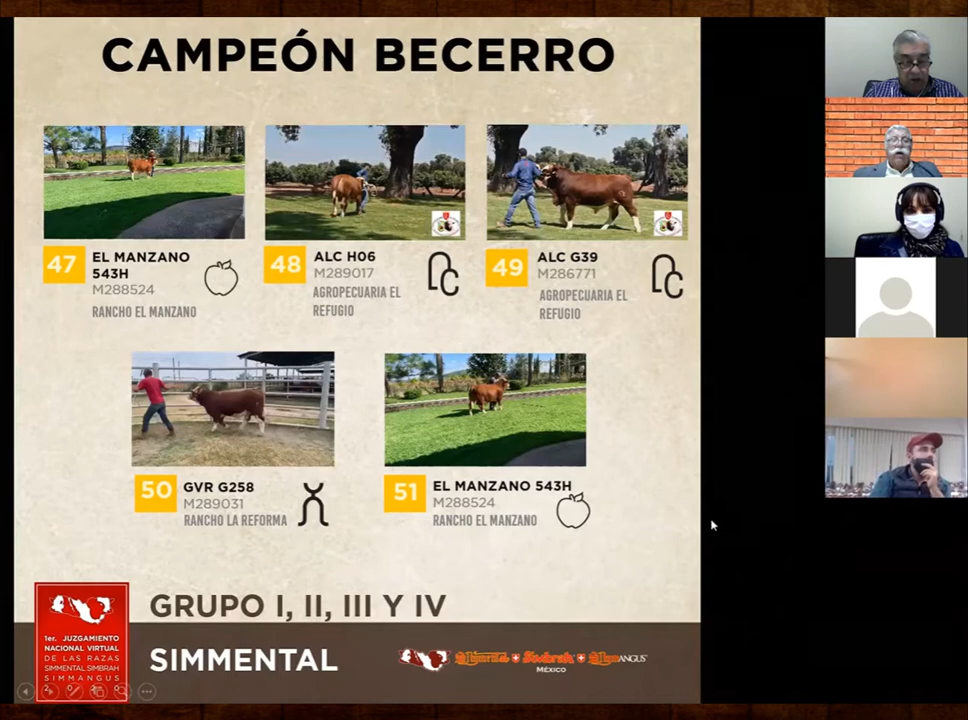 CAMPEÓN BECERRO
47
EL MANZANO
543H
M288524
RANCHO EL MANZANO
48
ALC H06
M289017
AGROPECUARIA EL
REFUGIO
49
ALC G39
M286771
AGROPECUARIA EL
REFUGIO
50
GVR G258
M289031
RANCHO LA REFORMA
51
EL MANZANO 543H
M288524
RANCHO EL MANZANO
GRUPO I, II, III Y IV
1er. JUZGAMIENTO
NACIONAL VIRTUAL
DE LAS RAZAS
SIMMENTAL SIMBRAH
SIMMANGUS
2020
SIMMENTAL
Simbrah
ANGUS
MÉXICO